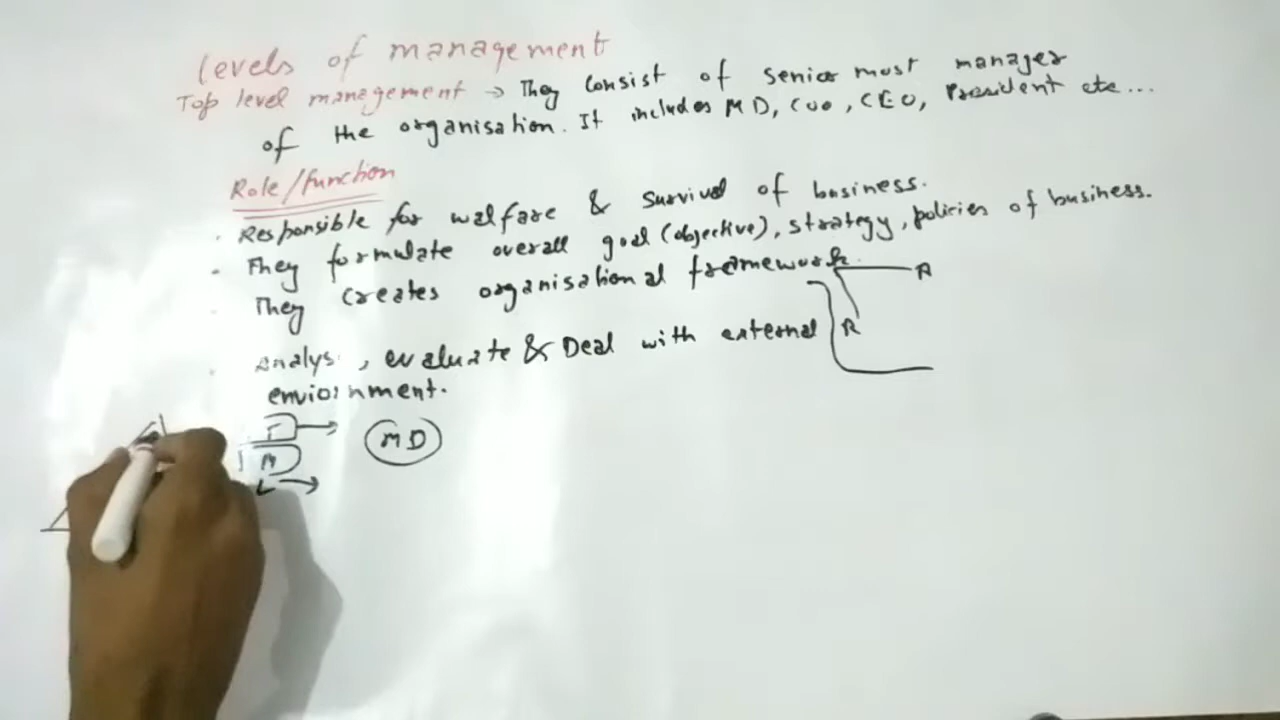 Levels of management
Top level management → They consist of senior most manager
of the organisation. It includes MD, COO, CEO, President etc...
Role/function
• Responsible for welfare & survival of business.
• They formulate overall goal (objective), strategy, policies of business.
• They creates organisational framework.
R
R
• Analys , evaluate & Deal with external
enviornment.
T →
MD
M
L →